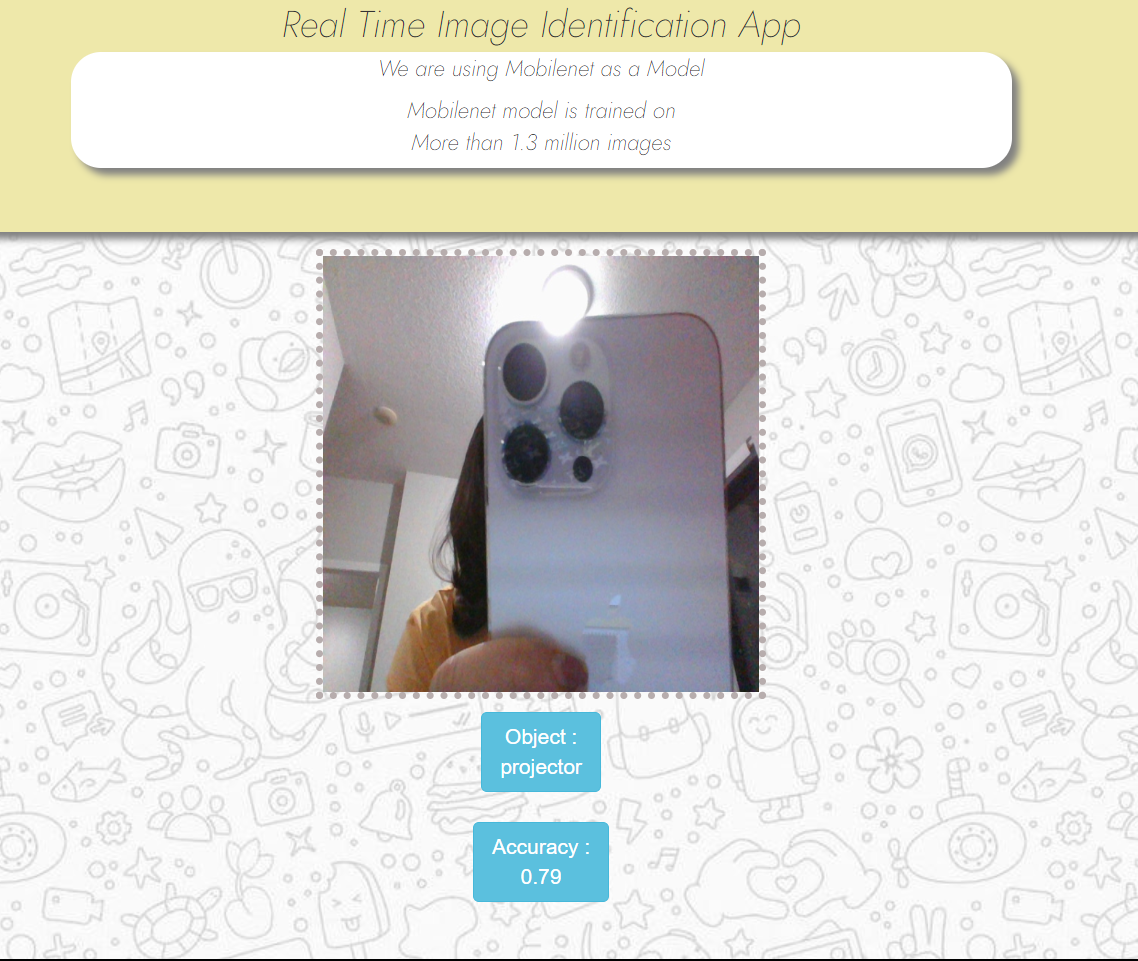 Real Time Image Identification App
We are using Mobilenet as a Model
Mobilenet model is trained on
More than 1.3 million images
Object :
projector
Accuracy :
0.79